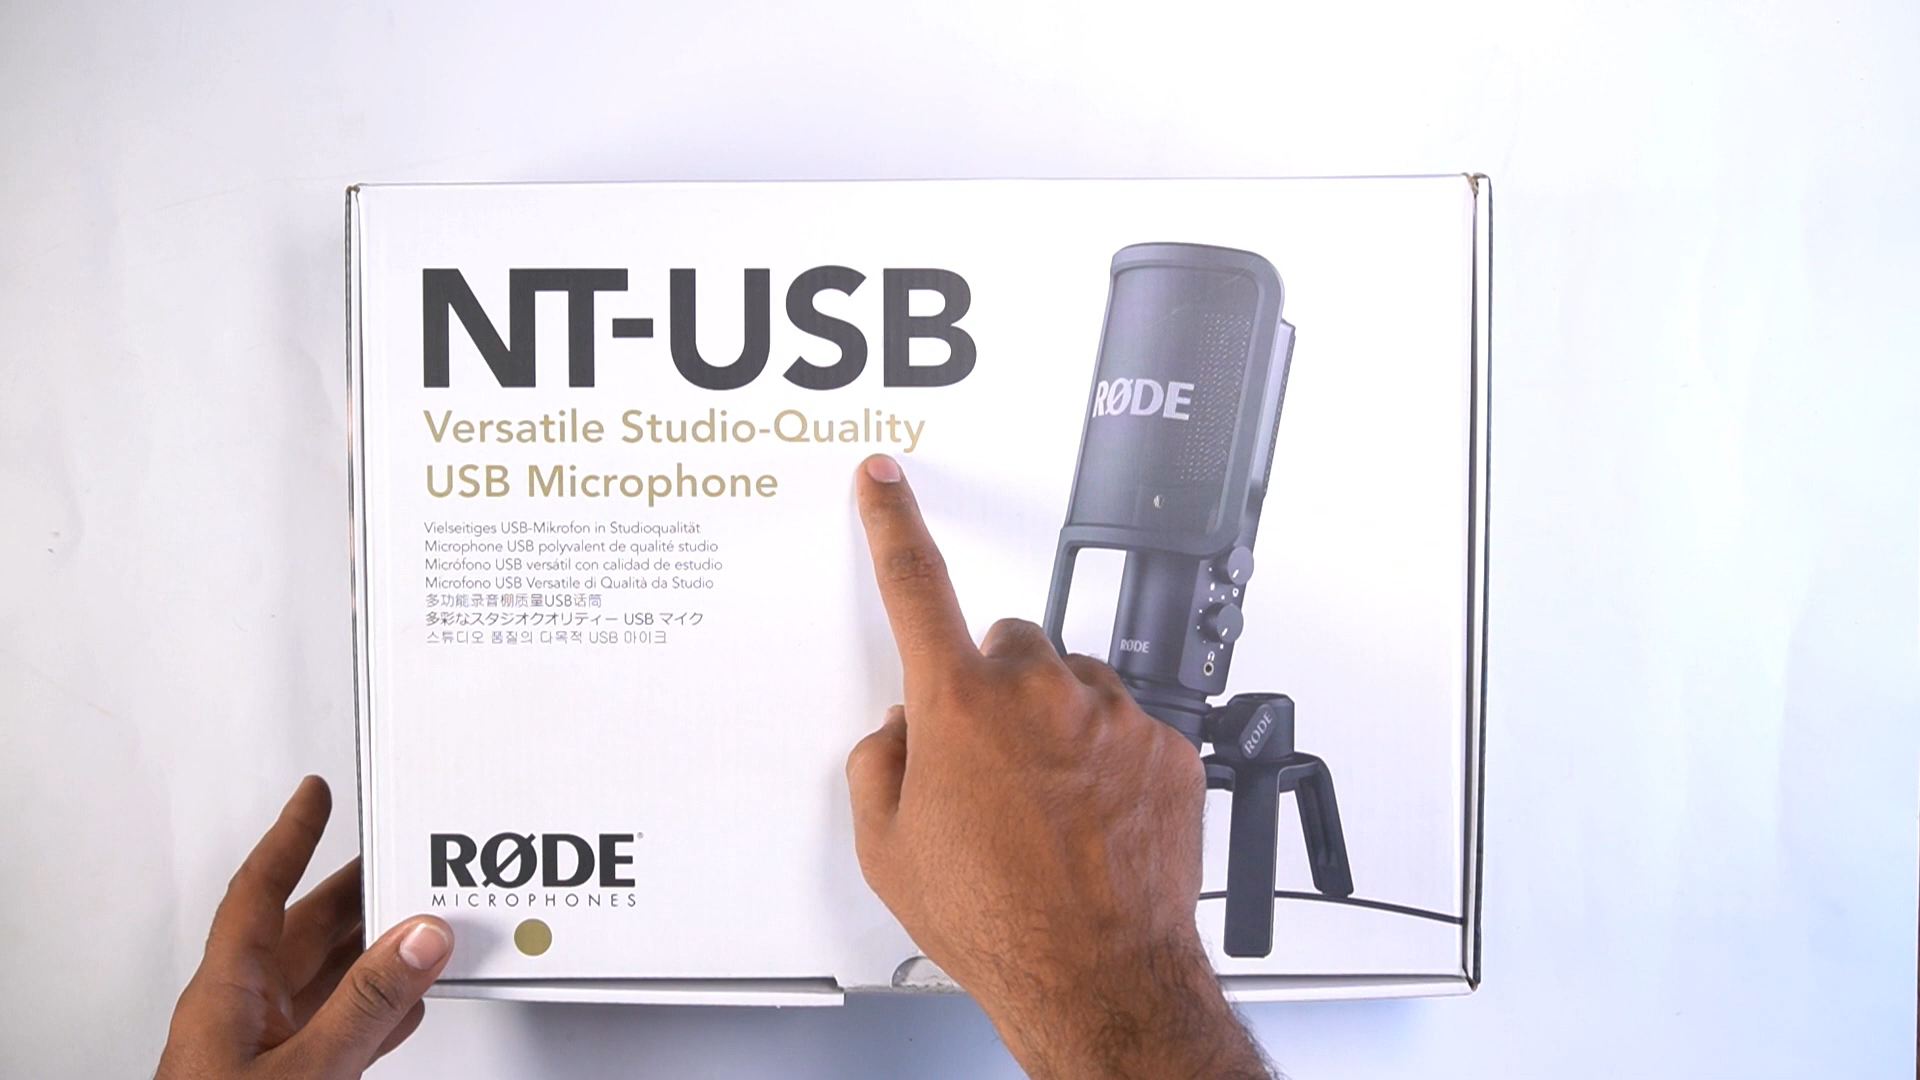 NT-USB
Versatile Studio-Quality
USB Microphone
Vielseitiges USB-Mikrofon in Studioqualität
Microphone USB polyvalent de qualité studio
Micrófono USB versátil con calidad de estudio
Microfono USB Versatile di Qualità da Studio
多功能录音棚质量USB话筒
多彩なスタジオクオリティー USB マイク
스튜디오 품질의 다목적 USB 마이크
RØDE
RØDE
RØDE
RØDE®
MICROPHONES